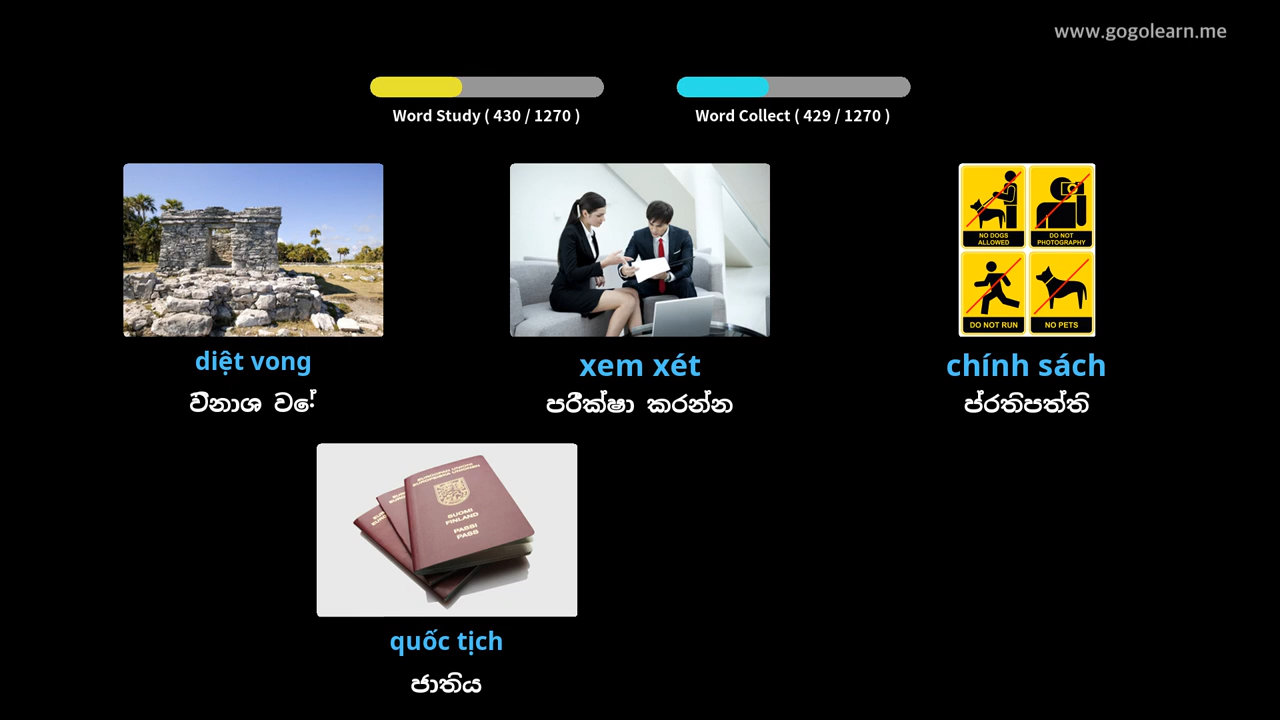 www.gogolearn.me
Word Study ( 430 / 1270 )
Word Collect ( 429 / 1270 )
NO DOGS
ALLOWED
DO NOT
PHOTOGRAPHY
DO NOT RUN
NO PETS
diệt vong
xem xét
chính sách
විනාශ වේ!
පරීක්ෂා කරන්න
ප්රතිපත්ති
SUOMI
FINLAND
PASSI
PASS
quốc tịch
ජාතිය